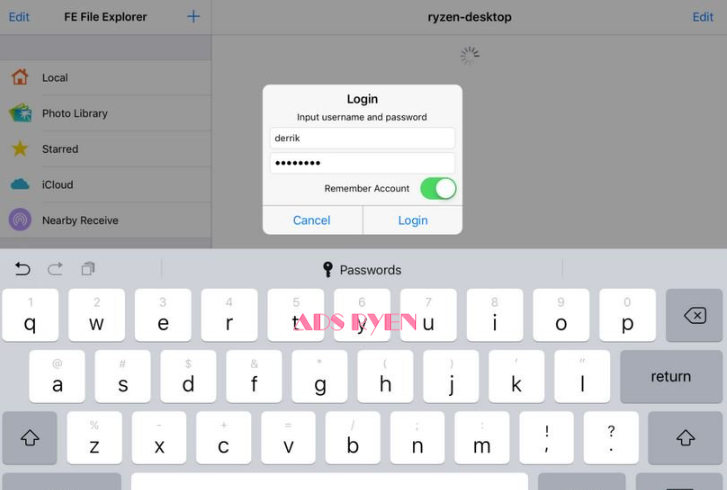 Edit FE File Explorer + ryzen-desktop Edit
Local
Photo Library
Starred
iCloud
Nearby Receive
Login
Input username and password
derrik
••••••••
Remember Account
Cancel Login
Passwords
1 2 3 4 5 6 7 8 9 0
q w e r t y u i o p
ADS RYEN
@ # $ & * ( ) ' "
a s d f g h j k l return
% - + = / ; : ! ?
z x c v b n m , .